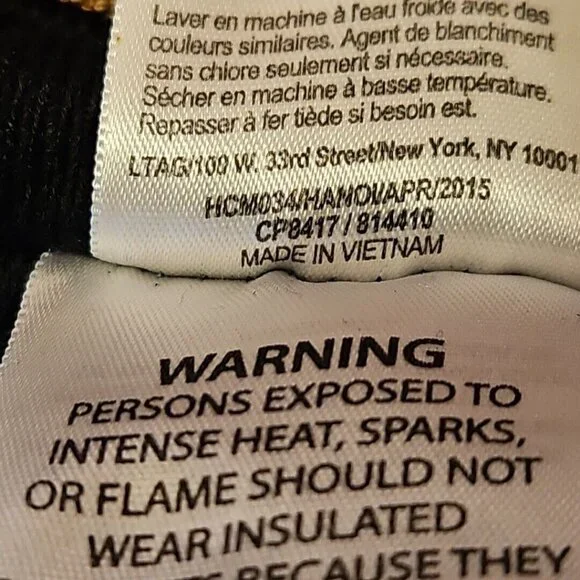 Laver en machine à l'eau froide avec des
couleurs similaires. Agent de blanchiment
sans chlore seulement si nécessaire.
Sécher en machine à basse température.
Repasser à fer tiède si besoin est.
LTAG/100 W. 33rd Street/New York, NY 10001
HCM034/HAMOI/APR/2015
CP8417 / 814410
MADE IN VIETNAM
WARNING
PERSONS EXPOSED TO
INTENSE HEAT, SPARKS,
OR FLAME SHOULD NOT
WEAR INSULATED
BECAUSE THEY